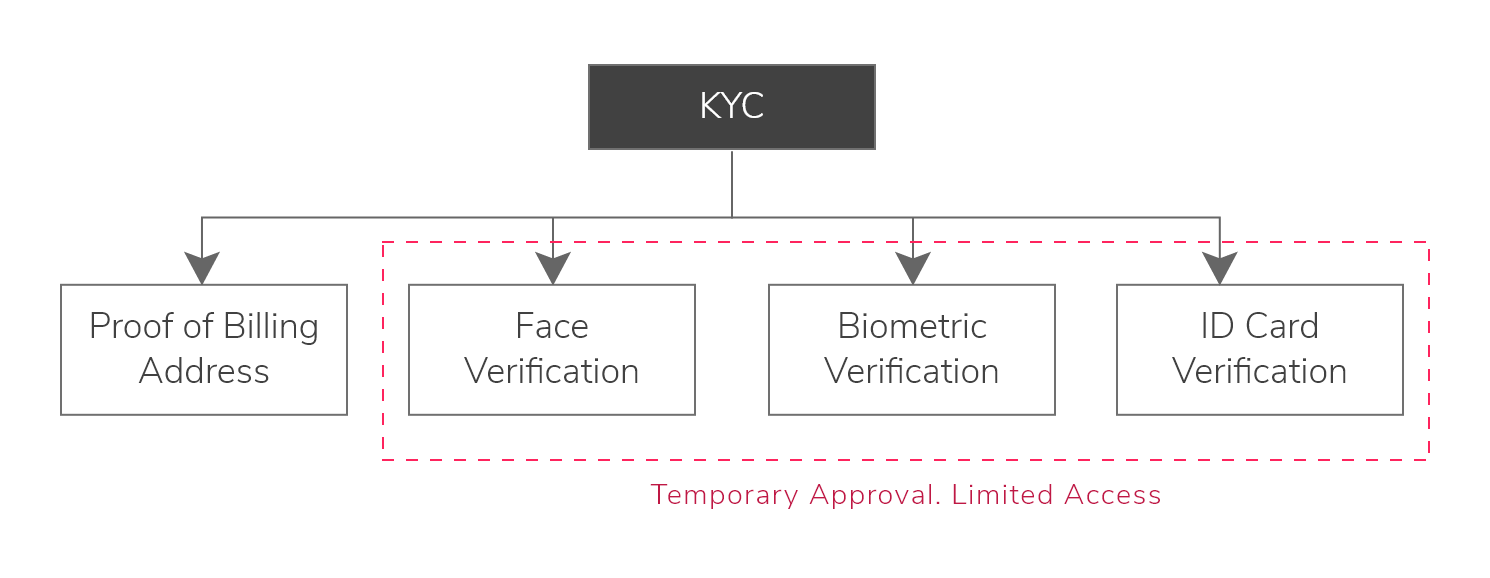 KYC
Proof of Billing
Address
Face
Verification
Biometric
Verification
ID Card
Verification
Temporary Approval. Limited Access